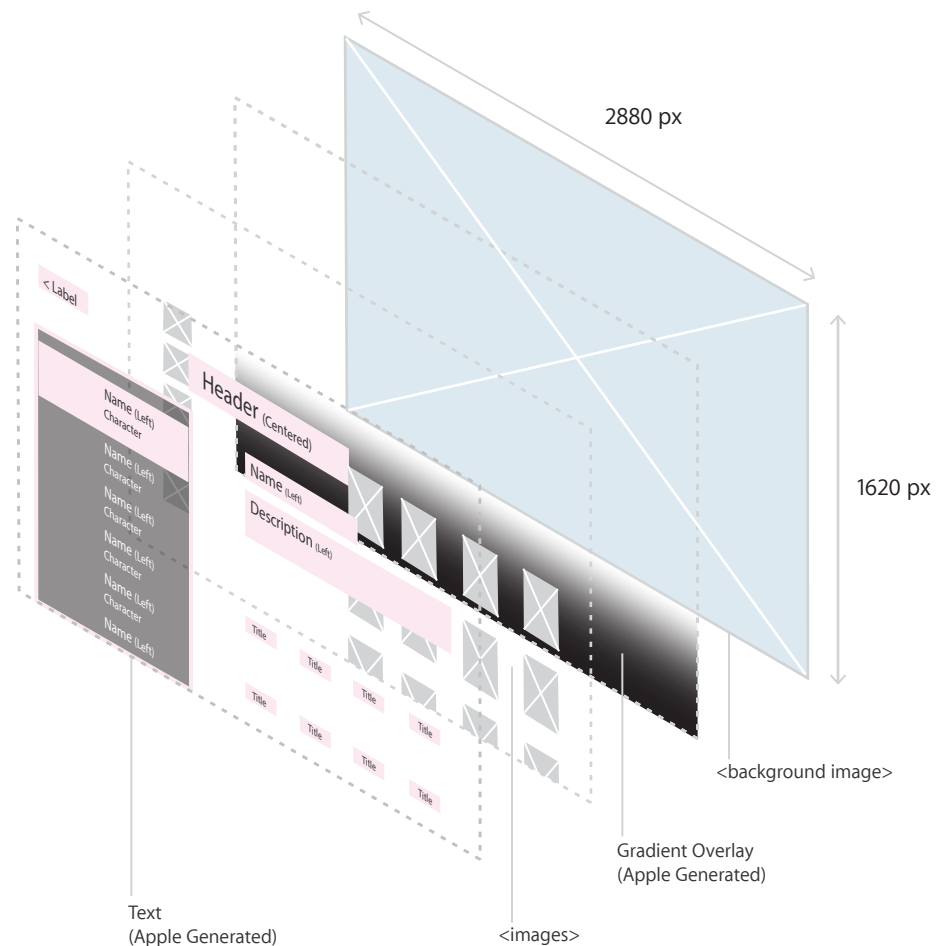 2880 px
1620 px
< Label
Header (Centered)
Name (Left)
Character
Name (Left)
Character
Name (Left)
Character
Name (Left)
Character
Name (Left)
Character
Name (Left)
Name (Left)
Description (Left)
Title
Title
Title
Title
Title
Title
Title
Title
<background image>
Gradient Overlay
(Apple Generated)
Text
(Apple Generated)
<images>